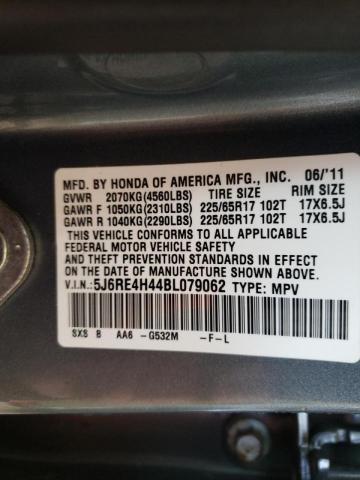 MFD. BY HONDA OF AMERICA MFG., INC. 06/'11
GVWR 2070KG(4560LBS) TIRE SIZE RIM SIZE
GAWR F 1050KG(2310LBS) 225/65R17 102T 17X6.5J
GAWR R 1040KG(2290LBS) 225/65R17 102T 17X6.5J
THIS VEHICLE CONFORMS TO ALL APPLICABLE
FEDERAL MOTOR VEHICLE SAFETY
AND THEFT PREVENTION STANDARDS IN EFFECT ON THE
DATE OF MANUFACTURE SHOWN ABOVE.
V.I.N.: 5J6RE4H44BL079062 TYPE: MPV
SXS B AA6 -G532M -F-L